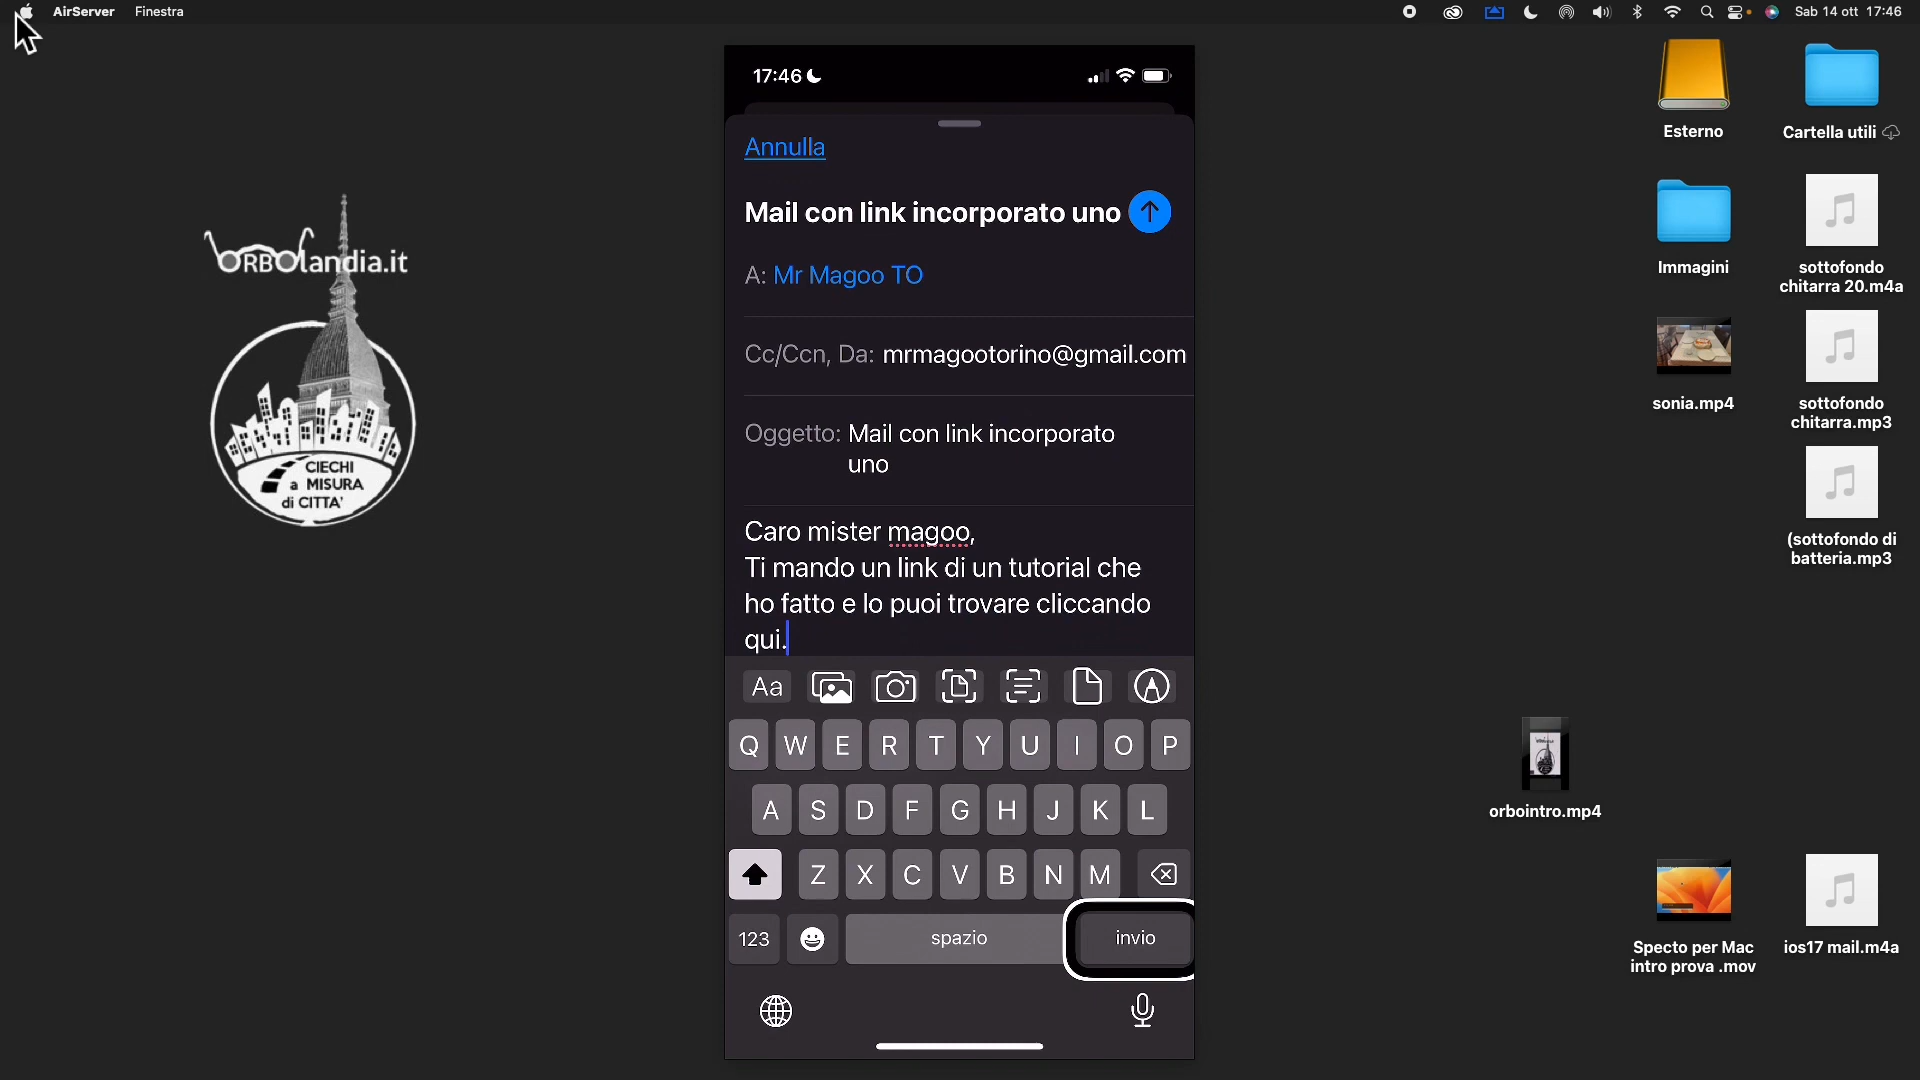 AirServer Finestra
Sab 14 ott 17:46
17:46
Annulla
Mail con link incorporato uno
A: Mr Magoo TO
Cc/Ccn, Da: mrmagootorino@gmail.com
Oggetto: Mail con link incorporato
uno
Caro mister magoo,
Ti mando un link di un tutorial che
ho fatto e lo puoi trovare cliccando
qui.
Aa
Q W E R T Y U I O P
A S D F G H J K L
Z X C V B N M
123 spazio invio
ORBOlandia.it
CIECHI
a MISURA
di CITTA'
Esterno
Cartella utili
Immagini
sottofondo
chitarra 20.m4a
sonia.mp4
sottofondo
chitarra.mp3
(sottofondo di
batteria.mp3
orbointro.mp4
Specto per Mac
intro prova .mov
ios17 mail.m4a